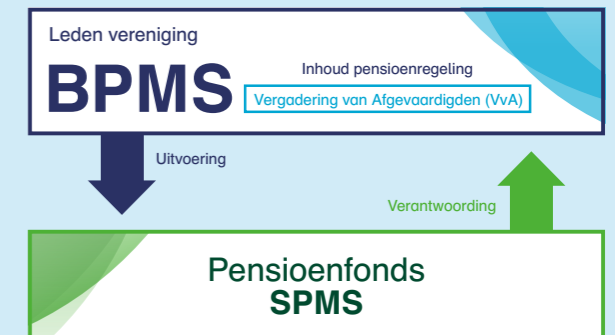 Leden vereniging
BPMS
Inhoud pensioenregeling
Vergadering van Afgevaardigden (VvA)
Uitvoering
Verantwoording
Pensioenfonds
SPMS